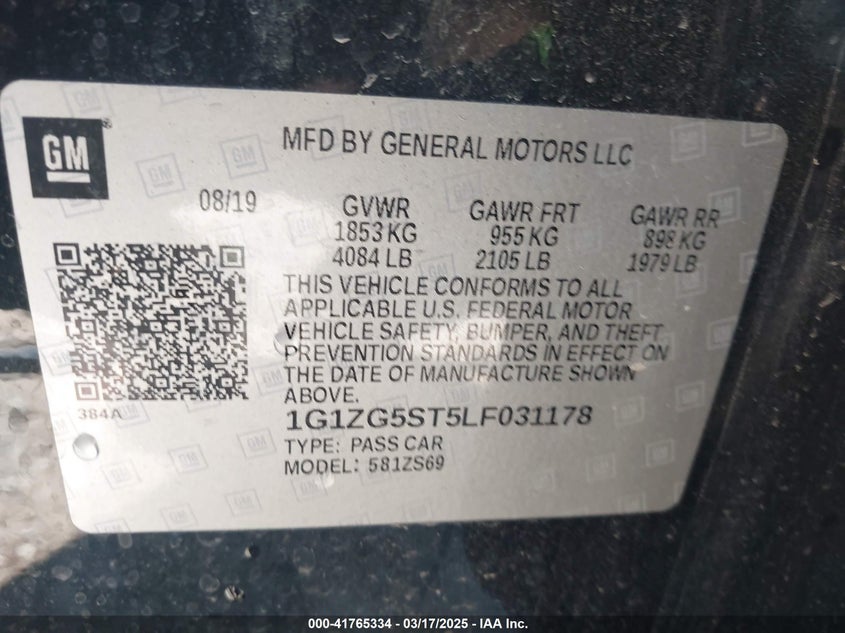 GM
®
MFD BY GENERAL MOTORS LLC
08/19
GVWR
1853 KG
4084 LB
GAWR FRT
955 KG
2105 LB
GAWR RR
898 KG
1979 LB
THIS VEHICLE CONFORMS TO ALL
APPLICABLE U.S. FEDERAL MOTOR
VEHICLE SAFETY, BUMPER, AND THEFT
PREVENTION STANDARDS IN EFFECT ON
THE DATE OF MANUFACTURE SHOWN
ABOVE.
384A
1G1ZG5ST5LF031178
TYPE: PASS CAR
MODEL: 581ZS69
000-41765334 - 03/17/2025 - IAA Inc.